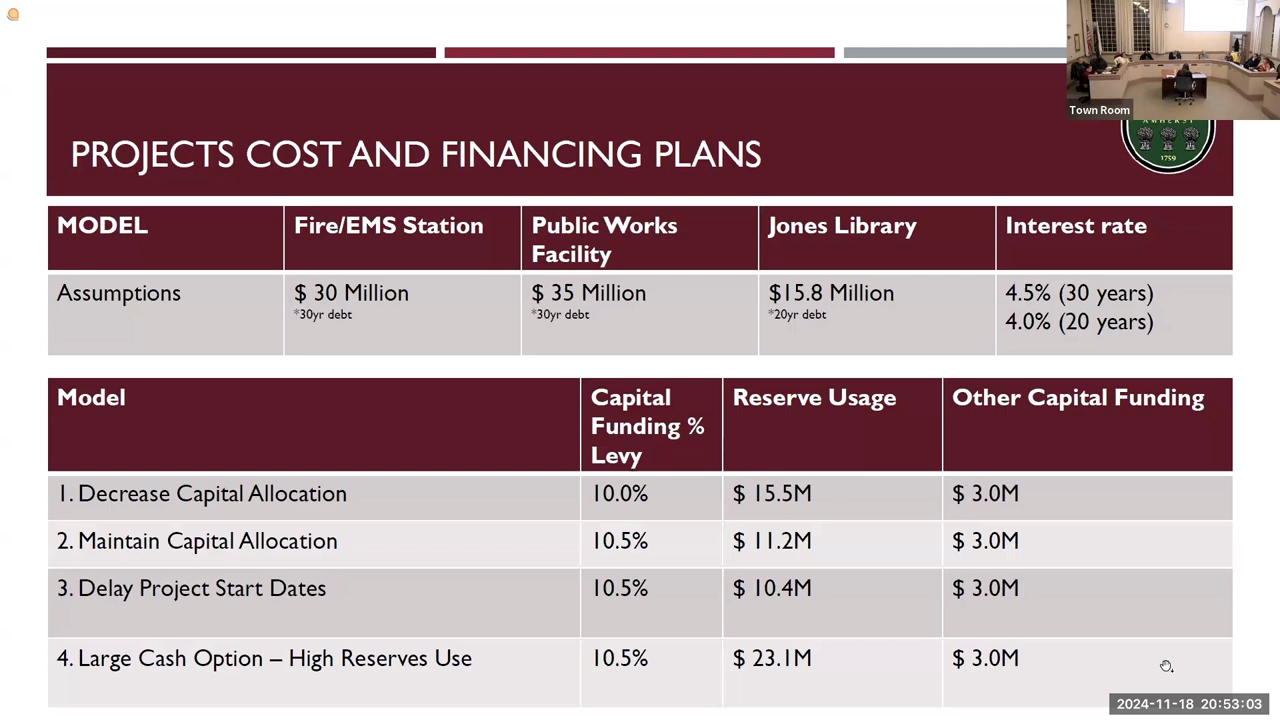 Town Room
AMHERST
1759
PROJECTS COST AND FINANCING PLANS
MODEL Fire/EMS Station Public Works Facility Jones Library Interest rate
Assumptions $ 30 Million *30yr debt $ 35 Million *30yr debt $15.8 Million *20yr debt 4.5% (30 years) 4.0% (20 years)
Model Capital Funding % Levy Reserve Usage Other Capital Funding
1. Decrease Capital Allocation 10.0% $ 15.5M $ 3.0M
2. Maintain Capital Allocation 10.5% $ 11.2M $ 3.0M
3. Delay Project Start Dates 10.5% $ 10.4M $ 3.0M
4. Large Cash Option – High Reserves Use 10.5% $ 23.1M $ 3.0M
2024-11-18 20:53:03